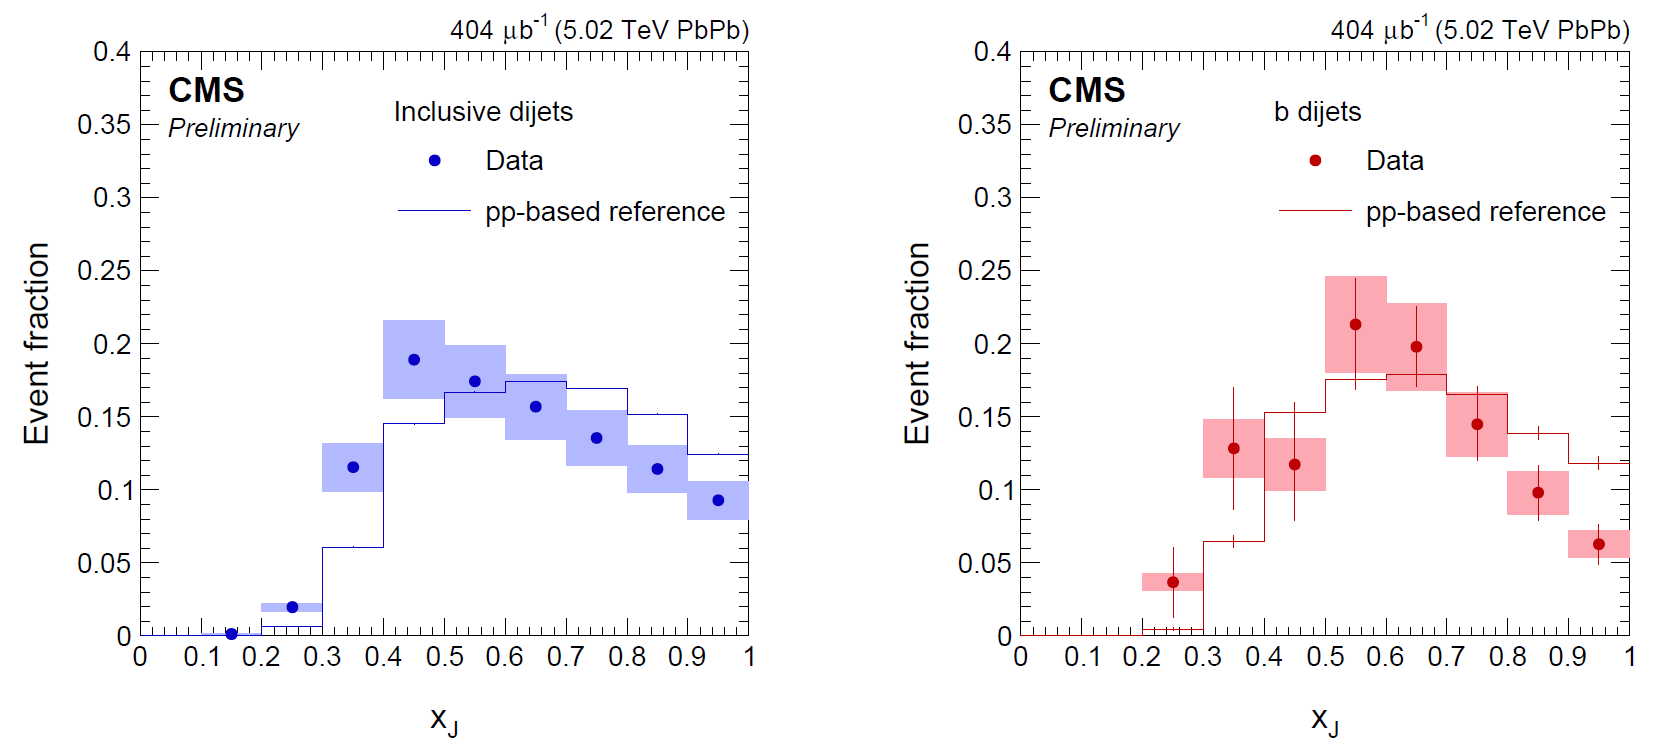 404 μb⁻¹ (5.02 TeV PbPb)
CMS
Preliminary
Inclusive dijets
Data
pp-based reference
Event fraction
0.4
0.35
0.3
0.25
0.2
0.15
0.1
0.05
0
0 0.1 0.2 0.3 0.4 0.5 0.6 0.7 0.8 0.9 1
x_J
404 μb⁻¹ (5.02 TeV PbPb)
CMS
Preliminary
b dijets
Data
pp-based reference
Event fraction
0.4
0.35
0.3
0.25
0.2
0.15
0.1
0.05
0
0 0.1 0.2 0.3 0.4 0.5 0.6 0.7 0.8 0.9 1
x_J